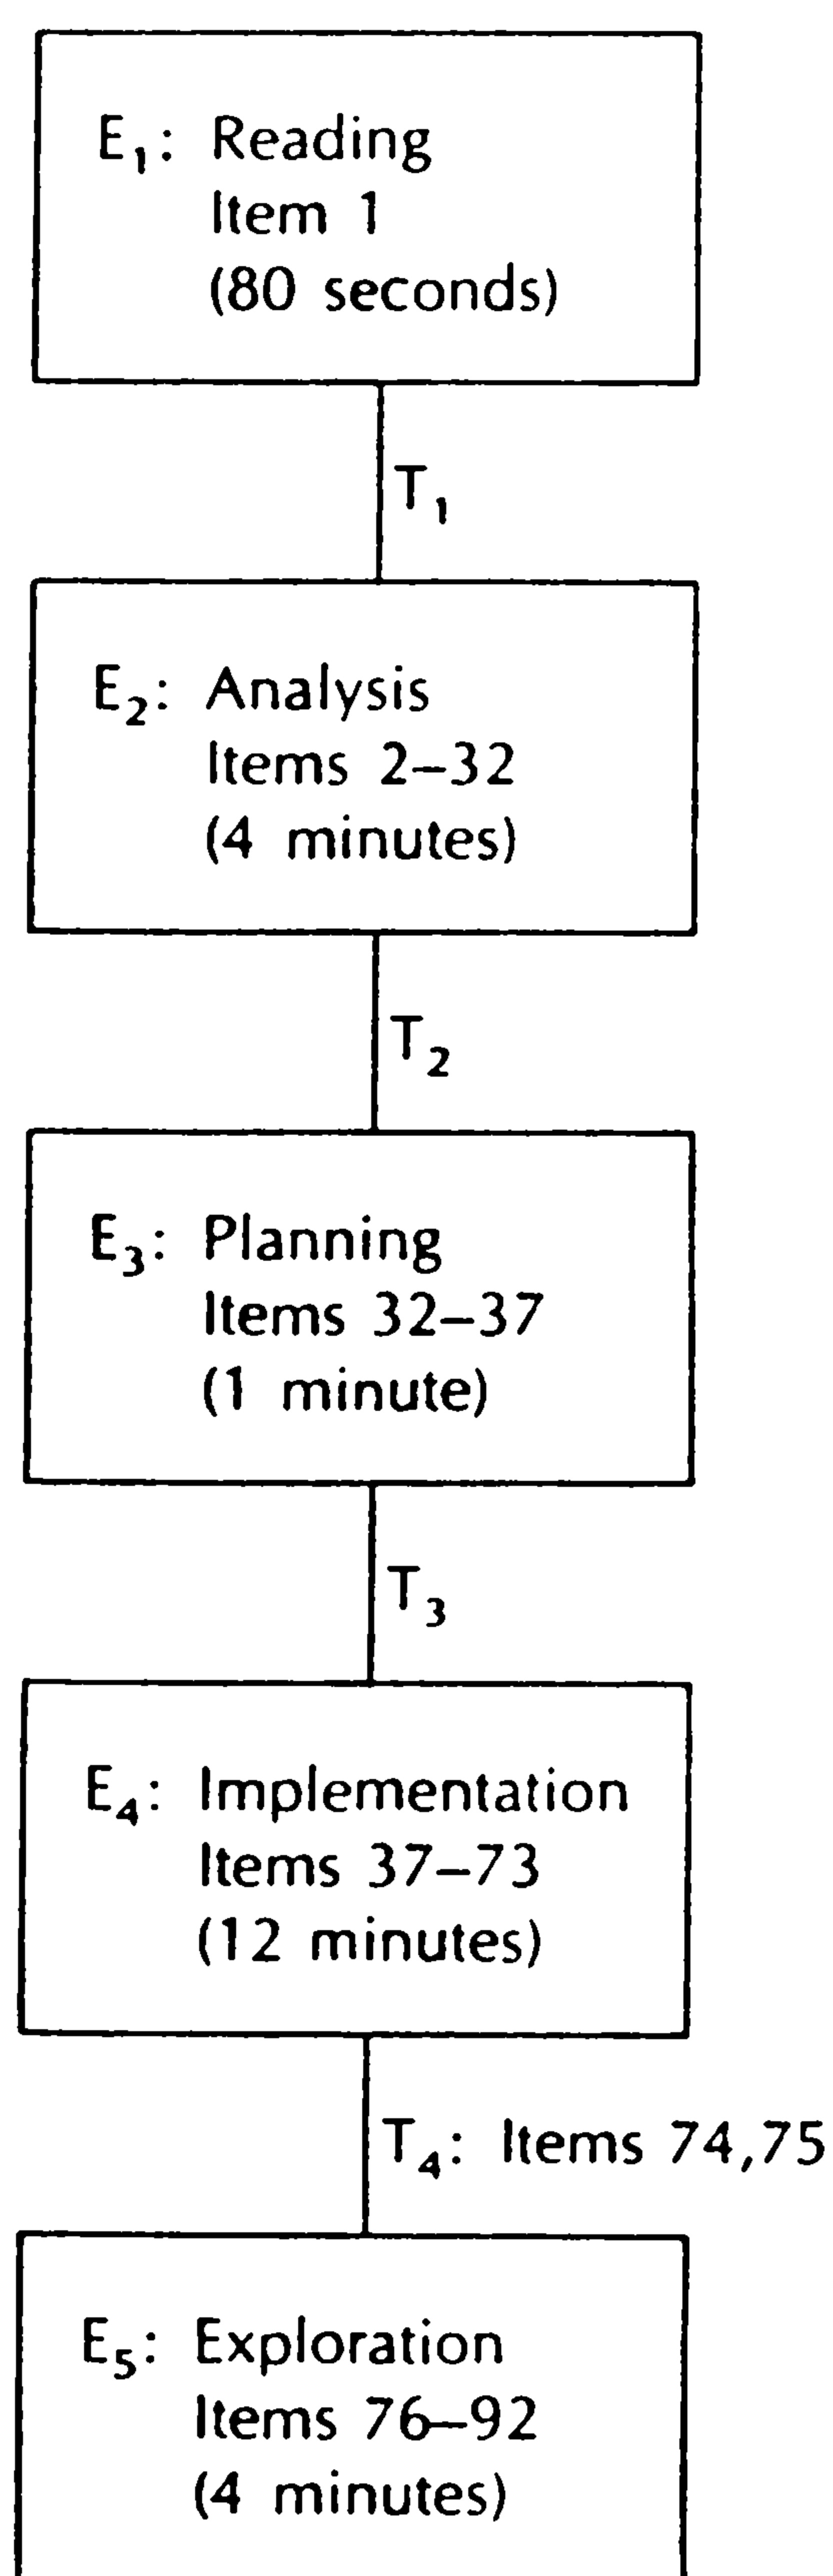 E₁: Reading
Item 1
(80 seconds)
T₁
E₂: Analysis
Items 2–32
(4 minutes)
T₂
E₃: Planning
Items 32–37
(1 minute)
T₃
E₄: Implementation
Items 37–73
(12 minutes)
T₄: Items 74,75
E₅: Exploration
Items 76–92
(4 minutes)